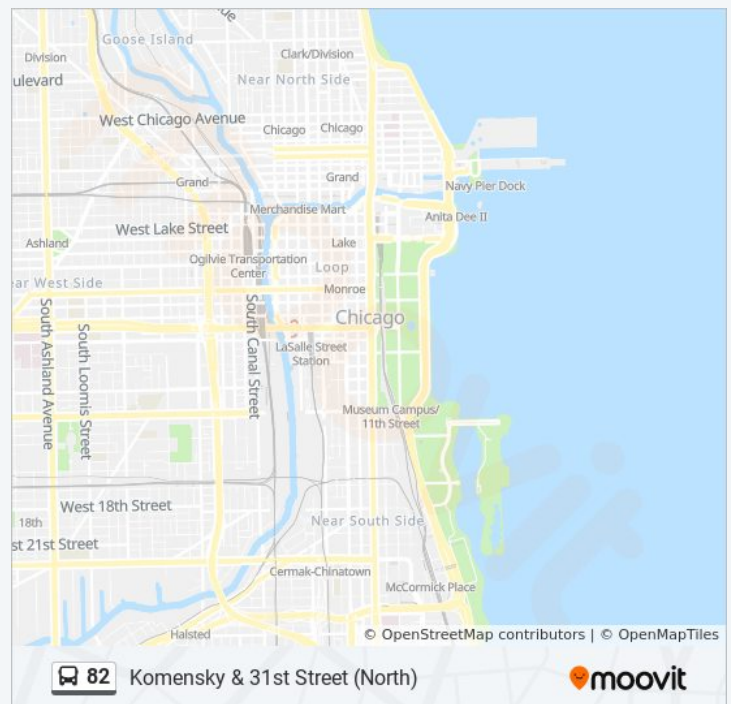 Goose Island
Division
Clark/Division
ulevard
Near North Side
West Chicago Avenue
Chicago
Chicago
Grand
Grand
Navy Pier Dock
Merchandise Mart
Anita Dee II
West Lake Street
Ashland
Lake
Ogilvie Transportation
Center
Loop
ear West Side
Monroe
South Ashland Avenue
South Loomis Street
South Canal Street
Chicago
LaSalle Street
Station
Museum Campus/
11th Street
West 18th Street
18th
Near South Side
st 21st Street
Cermak-Chinatown
McCormick Place
Halsted
© OpenStreetMap contributors | © OpenMapTiles
82 Komensky & 31st Street (North)
moovit